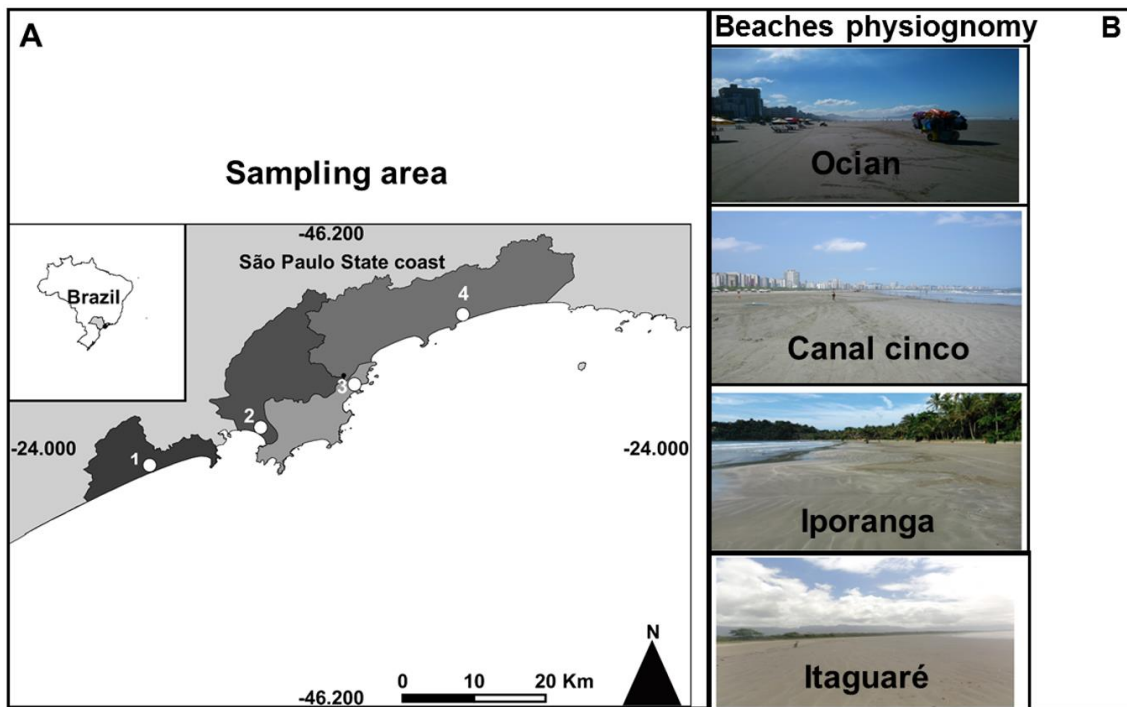 A
Sampling area
-46.200
São Paulo State coast
Brazil
4
3
2
1
-24.000
-24.000
N
0 10 20 Km
-46.200
Beaches physiognomy B
Ocian
Canal cinco
Iporanga
Itaguaré